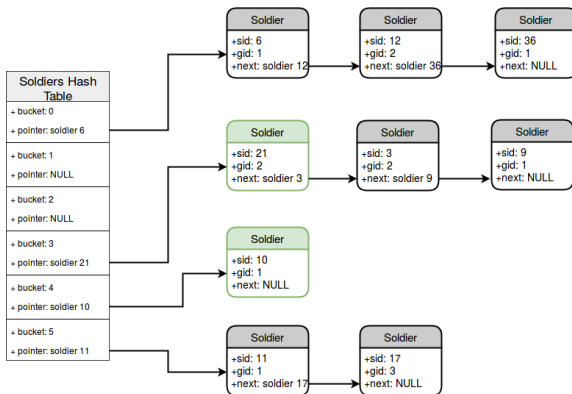 Soldiers Hash
Table
+ bucket: 0
+ pointer: soldier 6
+ bucket: 1
+ pointer: NULL
+ bucket: 2
+ pointer: NULL
+ bucket: 3
+ pointer: soldier 21
+ bucket: 4
+ pointer: soldier 10
+ bucket: 5
+ pointer: soldier 11
Soldier
+sid: 6
+gid: 1
+next: soldier 12
Soldier
+sid: 12
+gid: 2
+next: soldier 36
Soldier
+sid: 36
+gid: 1
+next: NULL
Soldier
+sid: 21
+gid: 2
+next: soldier 3
Soldier
+sid: 3
+gid: 2
+next: soldier 9
Soldier
+sid: 9
+gid: 1
+next: NULL
Soldier
+sid: 10
+gid: 1
+next: NULL
Soldier
+sid: 11
+gid: 1
+next: soldier 17
Soldier
+sid: 17
+gid: 3
+next: NULL